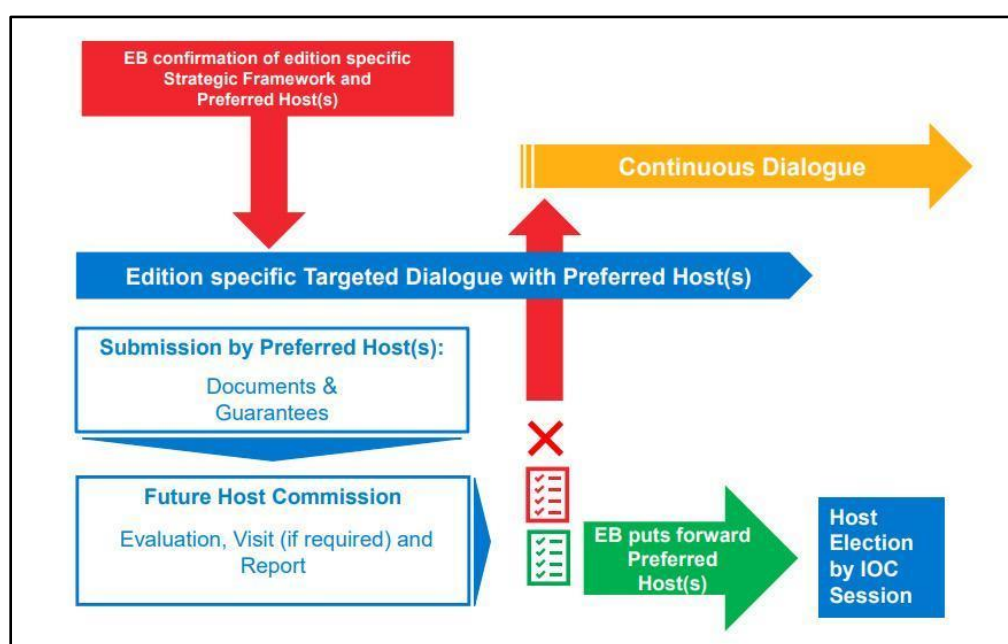 EB confirmation of edition specific
Strategic Framework and
Preferred Host(s)
Continuous Dialogue
Edition specific Targeted Dialogue with Preferred Host(s)
Submission by Preferred Host(s):
Documents &
Guarantees
Future Host Commission
Evaluation, Visit (if required) and
Report
EB puts forward
Preferred
Host(s)
Host
Election
by IOC
Session